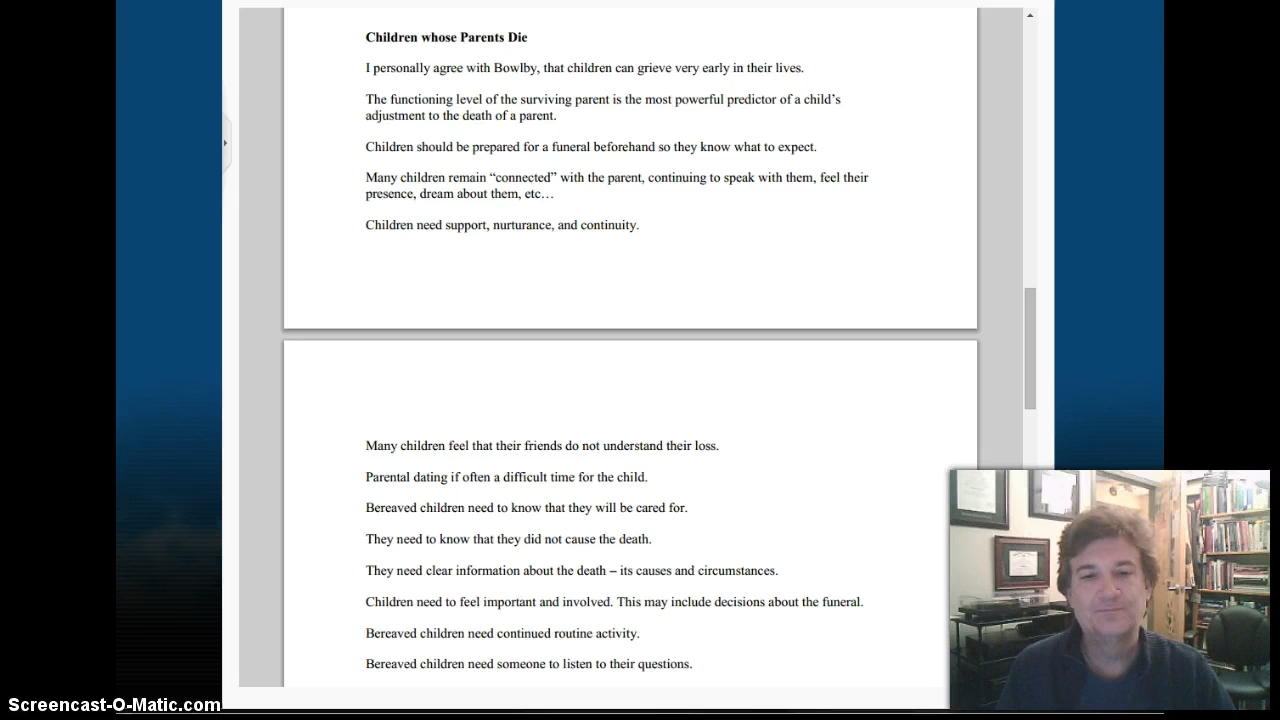 Children whose Parents Die
I personally agree with Bowlby, that children can grieve very early in their lives.
The functioning level of the surviving parent is the most powerful predictor of a child’s
adjustment to the death of a parent.
Children should be prepared for a funeral beforehand so they know what to expect.
Many children remain “connected” with the parent, continuing to speak with them, feel their
presence, dream about them, etc…
Children need support, nurturance, and continuity.
Many children feel that their friends do not understand their loss.
Parental dating if often a difficult time for the child.
Bereaved children need to know that they will be cared for.
They need to know that they did not cause the death.
They need clear information about the death – its causes and circumstances.
Children need to feel important and involved. This may include decisions about the funeral.
Bereaved children need continued routine activity.
Bereaved children need someone to listen to their questions.
Screencast-O-Matic.com